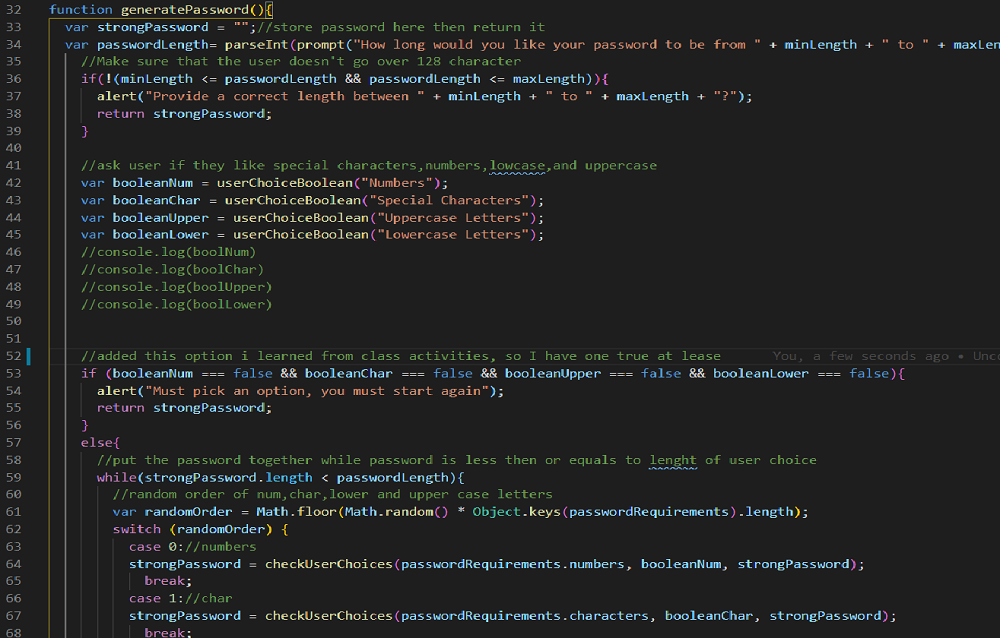 32 function generatePassword(){
33 var strongPassword = "";//store password here then return it
34 var passwordLength= parseInt(prompt("How long would you like your password to be from " + minLength + " to " + maxLen
35 //Make sure that the user doesn't go over 128 character
36 if(!(minLength <= passwordLength && passwordLength <= maxLength)){
37 alert("Provide a correct length between " + minLength + " to " + maxLength + "?");
38 return strongPassword;
39 }
40
41 //ask user if they like special characters,numbers,lowcase,and uppercase
42 var booleanNum = userChoiceBoolean("Numbers");
43 var booleanChar = userChoiceBoolean("Special Characters");
44 var booleanUpper = userChoiceBoolean("Uppercase Letters");
45 var booleanLower = userChoiceBoolean("Lowercase Letters");
46 //console.log(boolNum)
47 //console.log(boolChar)
48 //console.log(boolUpper)
49 //console.log(boolLower)
50
51
52 //added this option i learned from class activities, so I have one true at lease You, a few seconds ago • Unco
53 if (booleanNum === false && booleanChar === false && booleanUpper === false && booleanLower === false){
54 alert("Must pick an option, you must start again");
55 return strongPassword;
56 }
57 else{
58 //put the password together while password is less then or equals to lenght of user choice
59 while(strongPassword.length < passwordLength){
60 //random order of num,char,lower and upper case letters
61 var randomOrder = Math.floor(Math.random() * Object.keys(passwordRequirements).length);
62 switch (randomOrder) {
63 case 0://numbers
64 strongPassword = checkUserChoices(passwordRequirements.numbers, booleanNum, strongPassword);
65 break;
66 case 1://char
67 strongPassword = checkUserChoices(passwordRequirements.characters, booleanChar, strongPassword);
68 break;